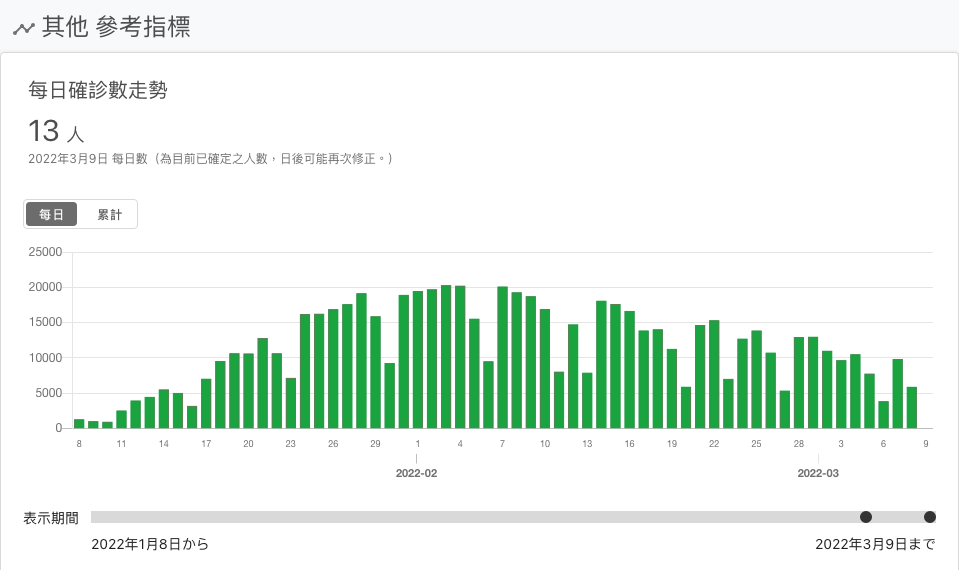 其他 參考指標
每日確診數走勢
13 人
2022年3月9日 每日數（為目前已確定之人數，日後可能再次修正。）
每日 累計
25000
20000
15000
10000
5000
0
8 11 14 17 20 23 26 29 1 4 7 10 13 16 19 22 25 28 3 6 9
2022-02 2022-03
表示期間
2022年1月8日から 2022年3月9日まで